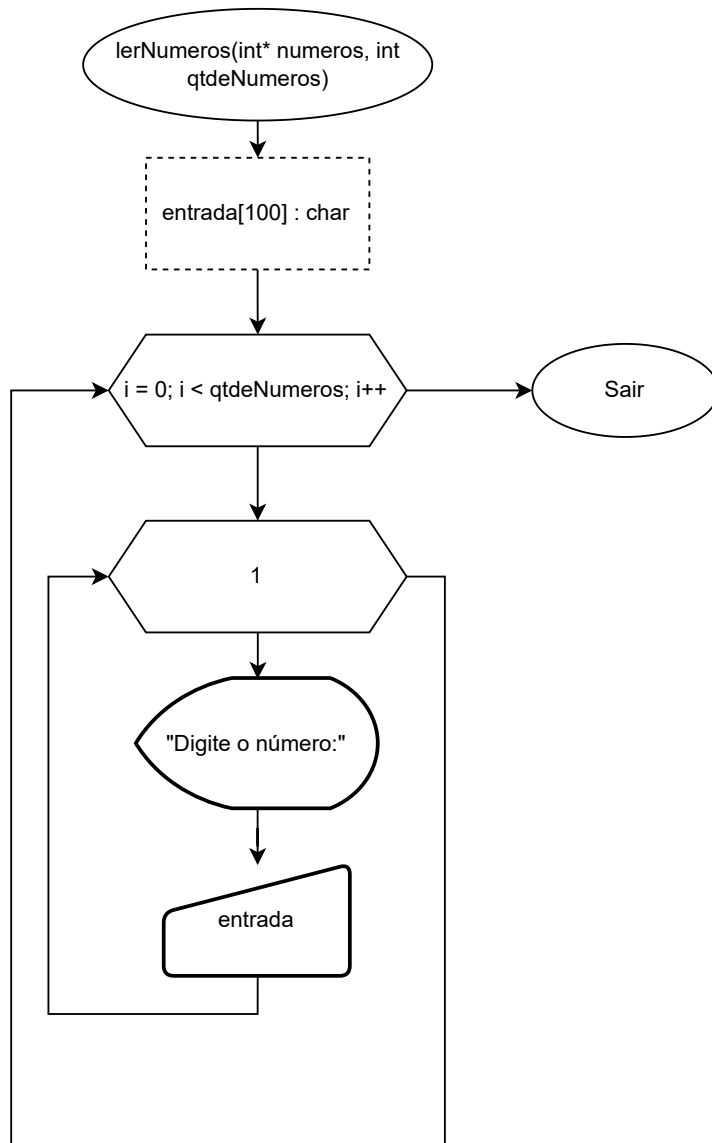 lerNumeros(int* numeros, int
qtdeNumeros)
entrada[100] : char
i = 0; i < qtdeNumeros; i++
Sair
1
"Digite o número:"
entrada